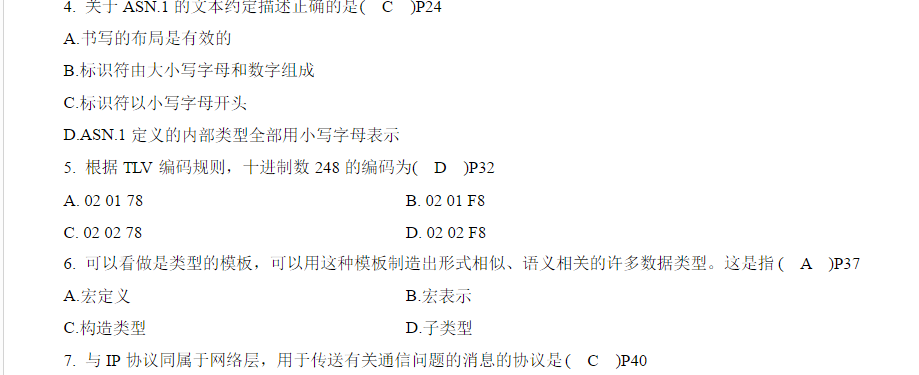 4. 关于 ASN.1 的文本约定描述正确的是( C )P24
A.书写的布局是有效的
B.标识符由大小写字母和数字组成
C.标识符以小写字母开头
D.ASN.1 定义的内部类型全部用小写字母表示
5. 根据 TLV 编码规则，十进制数 248 的编码为( D )P32
A. 02 01 78 B. 02 01 F8
C. 02 02 78 D. 02 02 F8
6. 可以看做是类型的模板，可以用这种模板制造出形式相似、语义相关的许多数据类型。这是指 ( A )P37
A.宏定义 B.宏表示
C.构造类型 D.子类型
7. 与 IP 协议同属于网络层，用于传送有关通信问题的消息的协议是( C )P40